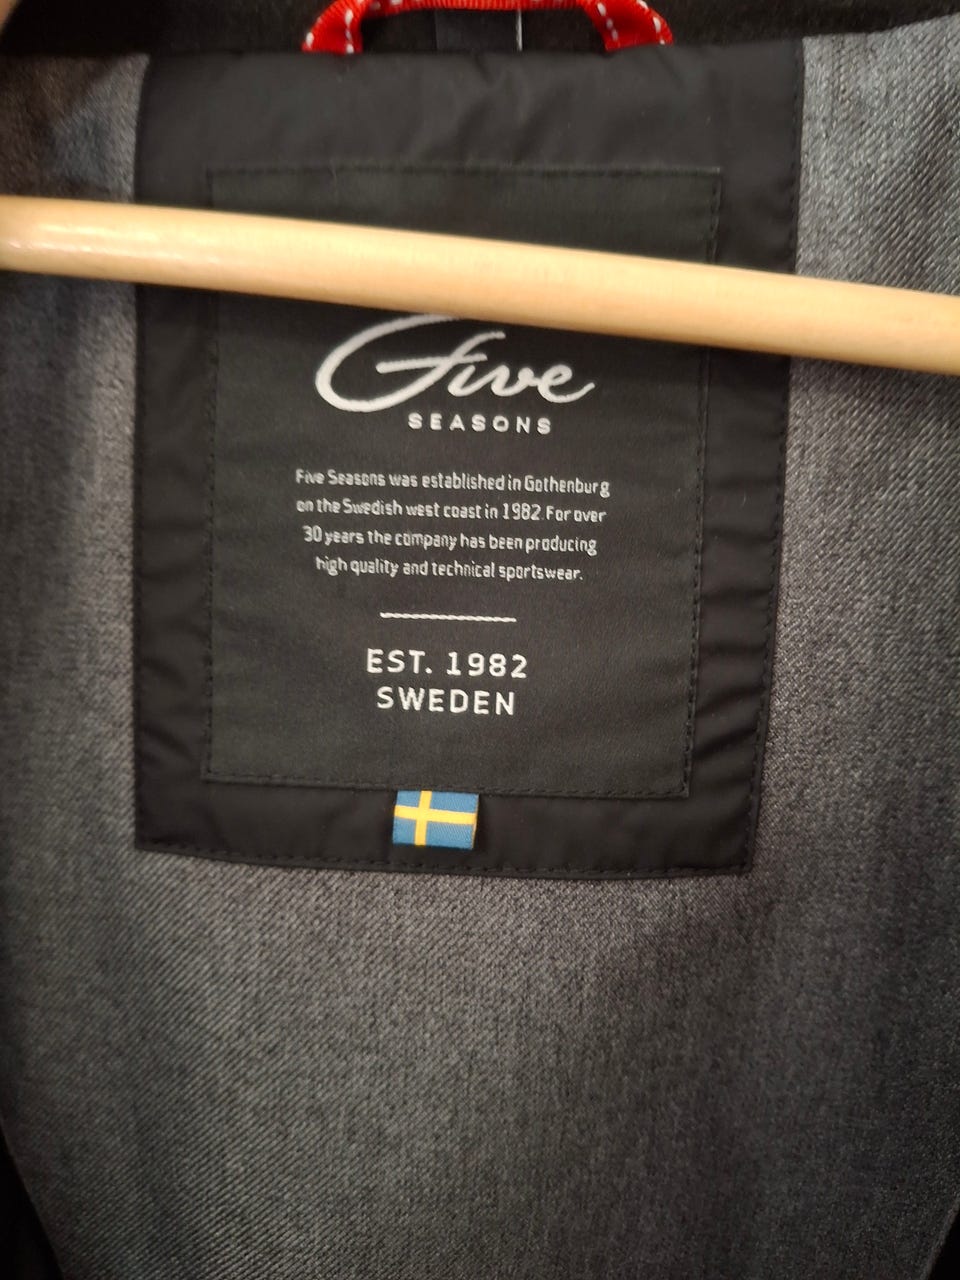 Five
SEASONS
Five Seasons was established in Gothenburg
on the Swedish west coast in 1982. For over
30 years the company has been producing
high quality and technical sportswear.
EST. 1982
SWEDEN